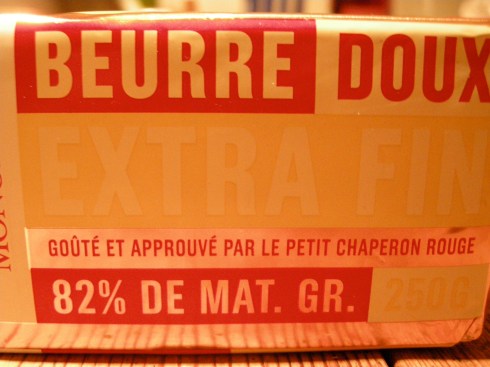 BEURRE DOUX
EXTRA FIN
GOÛTÉ ET APPROUVÉ PAR LE PETIT CHAPERON ROUGE
82% DE MAT. GR. 250G